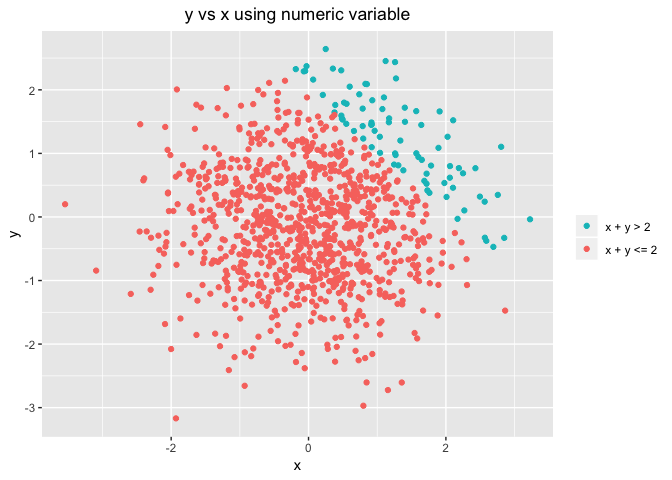 y vs x using numeric variable
y
2
1
0
-1
-2
-3
-2
0
2
x
x + y > 2
x + y <= 2